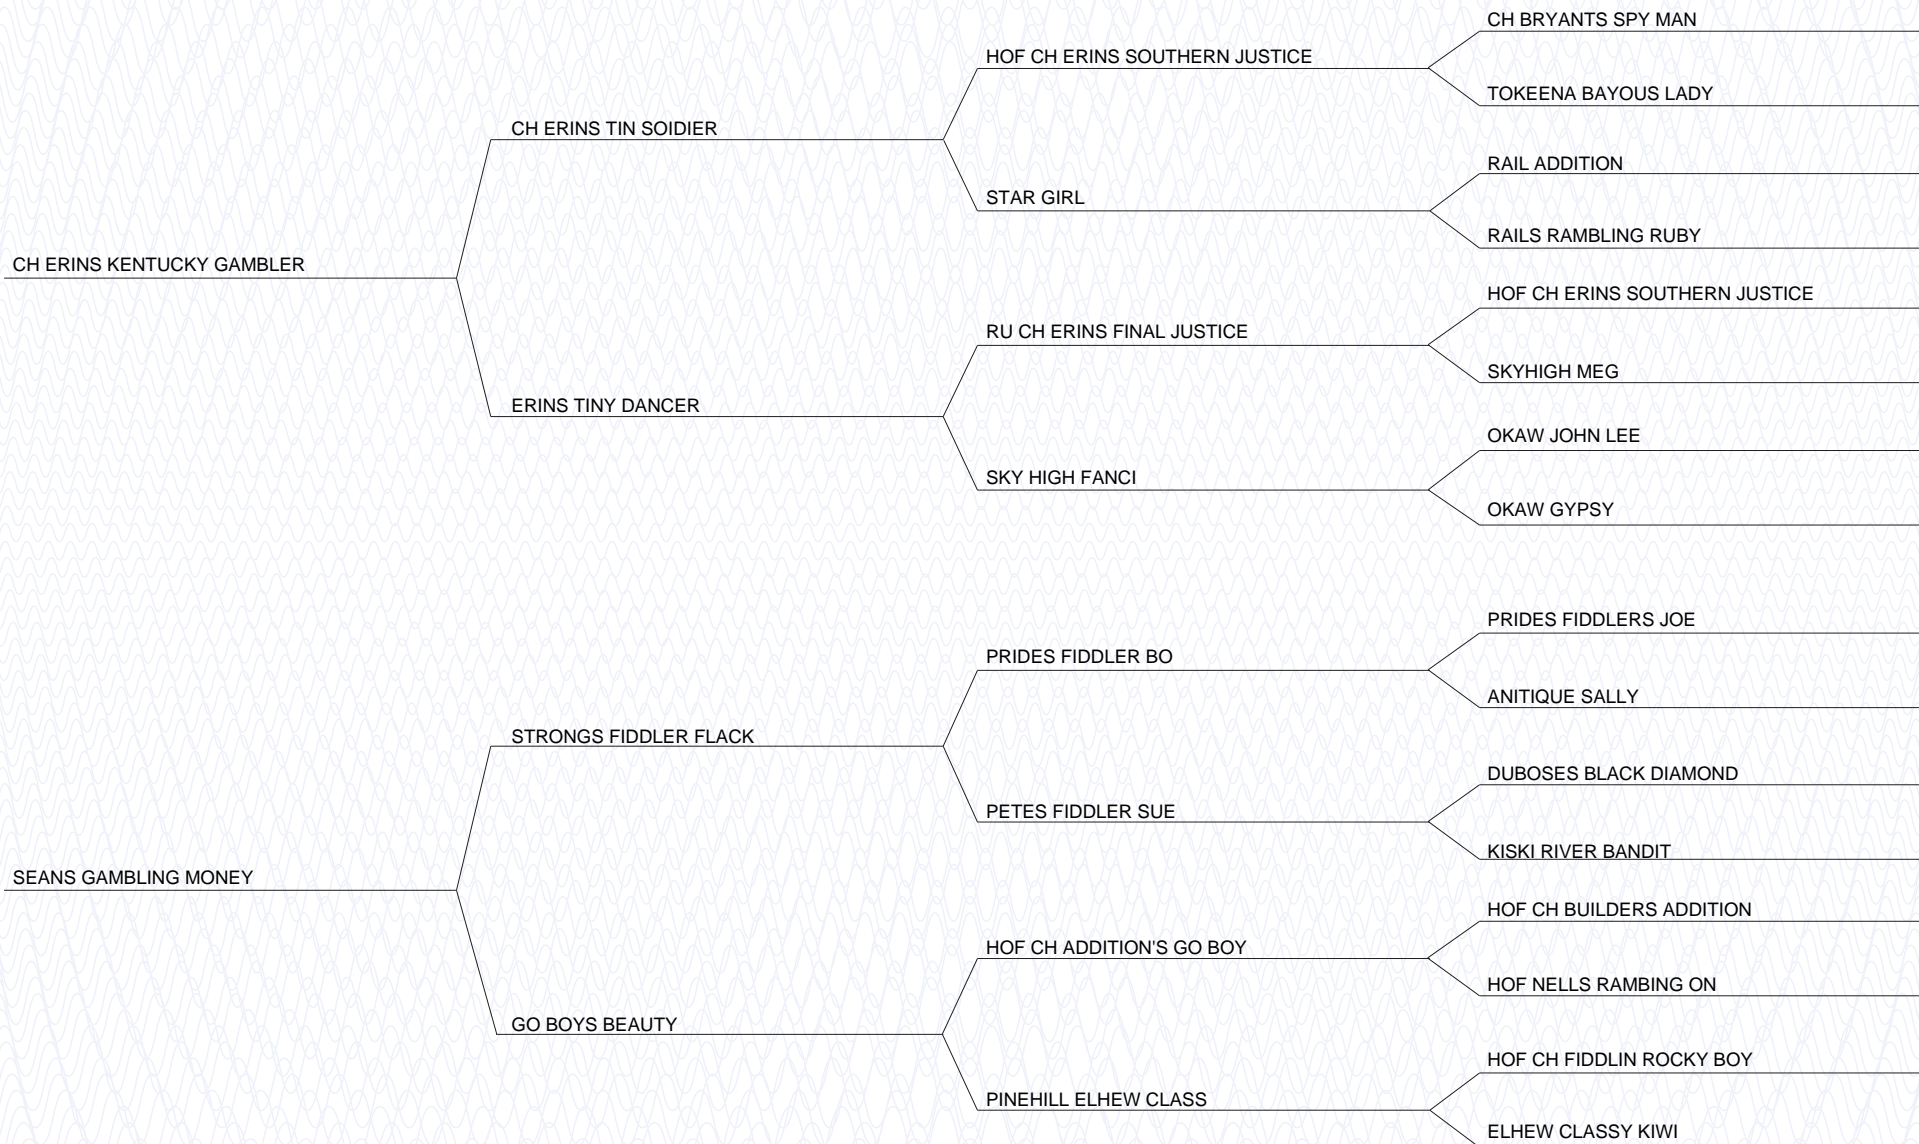 CH BRYANTS SPY MAN
HOF CH ERINS SOUTHERN JUSTICE
TOKEENA BAYOUS LADY
CH ERINS TIN SOIDIER
RAIL ADDITION
STAR GIRL
RAILS RAMBLING RUBY
CH ERINS KENTUCKY GAMBLER
HOF CH ERINS SOUTHERN JUSTICE
RU CH ERINS FINAL JUSTICE
SKYHIGH MEG
ERINS TINY DANCER
OKAW JOHN LEE
SKY HIGH FANCI
OKAW GYPSY
PRIDES FIDDLERS JOE
PRIDES FIDDLER BO
ANITIQUE SALLY
STRONGS FIDDLER FLACK
DUBOSES BLACK DIAMOND
PETES FIDDLER SUE
KISKI RIVER BANDIT
SEANS GAMBLING MONEY
HOF CH BUILDERS ADDITION
HOF CH ADDITION'S GO BOY
HOF NELLS RAMBING ON
GO BOYS BEAUTY
HOF CH FIDDLIN ROCKY BOY
PINEHILL ELHEW CLASS
ELHEW CLASSY KIWI